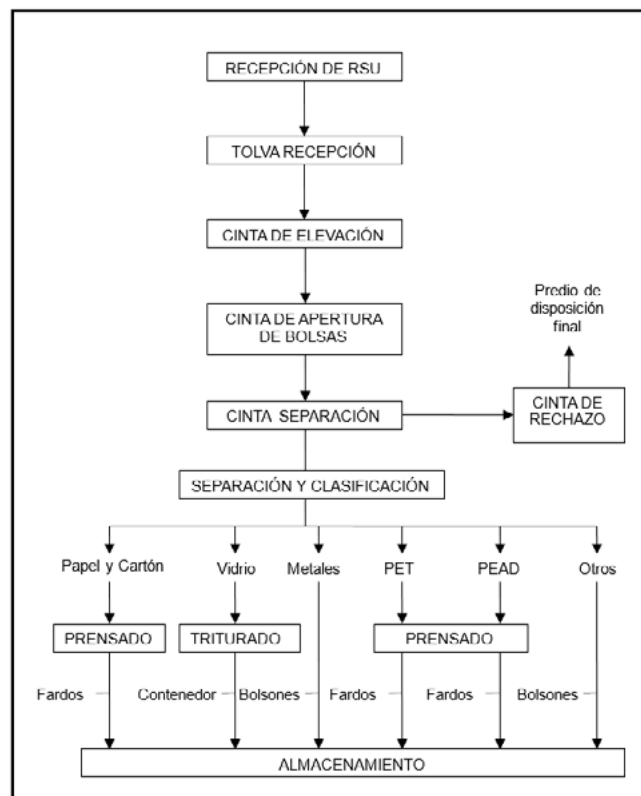 RECEPCIÓN DE RSU
TOLVA RECEPCIÓN
CINTA DE ELEVACIÓN
CINTA DE APERTURA
DE BOLSAS
Predio de
disposición
final
CINTA SEPARACIÓN
CINTA DE
RECHAZO
SEPARACIÓN Y CLASIFICACIÓN
Papel y Cartón
Vidrio
Metales
PET
PEAD
Otros
PRENSADO
TRITURADO
PRENSADO
Fardos
Contenedor
Bolsones
Fardos
Fardos
Bolsones
ALMACENAMIENTO